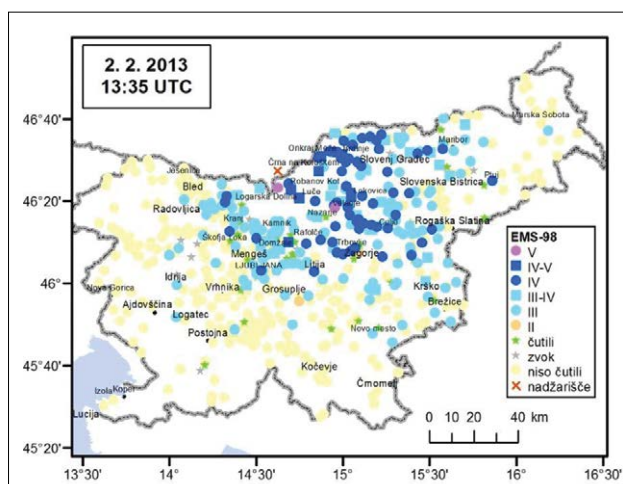 2. 2. 2013
13:35 UTC
46°40'
46°20'
46°
45°40'
45°20'
13°30'
14°
14°30'
15°
15°30'
16°
16°30'
Murska Sobota
Maribor
Slovenj Gradec
Ptuj
Slovenska Bistrica
Jesenice
Bled
Robanov Kot
Luče
Logarska Dolina
Radovljica
Nazarje
Rogaška Slatina
Kranj
Kamnik
Škofja Loka
Rafolče
Domžale
Mengeš
Trbovlje
Zagorje
LJUBLJANA
Litija
Idrija
Vrhnika
Grosuplje
Krško
Nova Gorica
Brežice
Ajdovščina
Logatec
Postojna
Novo mesto
Kočevje
Črnomelj
Izola
Koper
Lucija
EMS-98
V
IV-V
IV
III-IV
III
II
čutili
zvok
niso čutili
nadžarišče
0 10 20 40 km